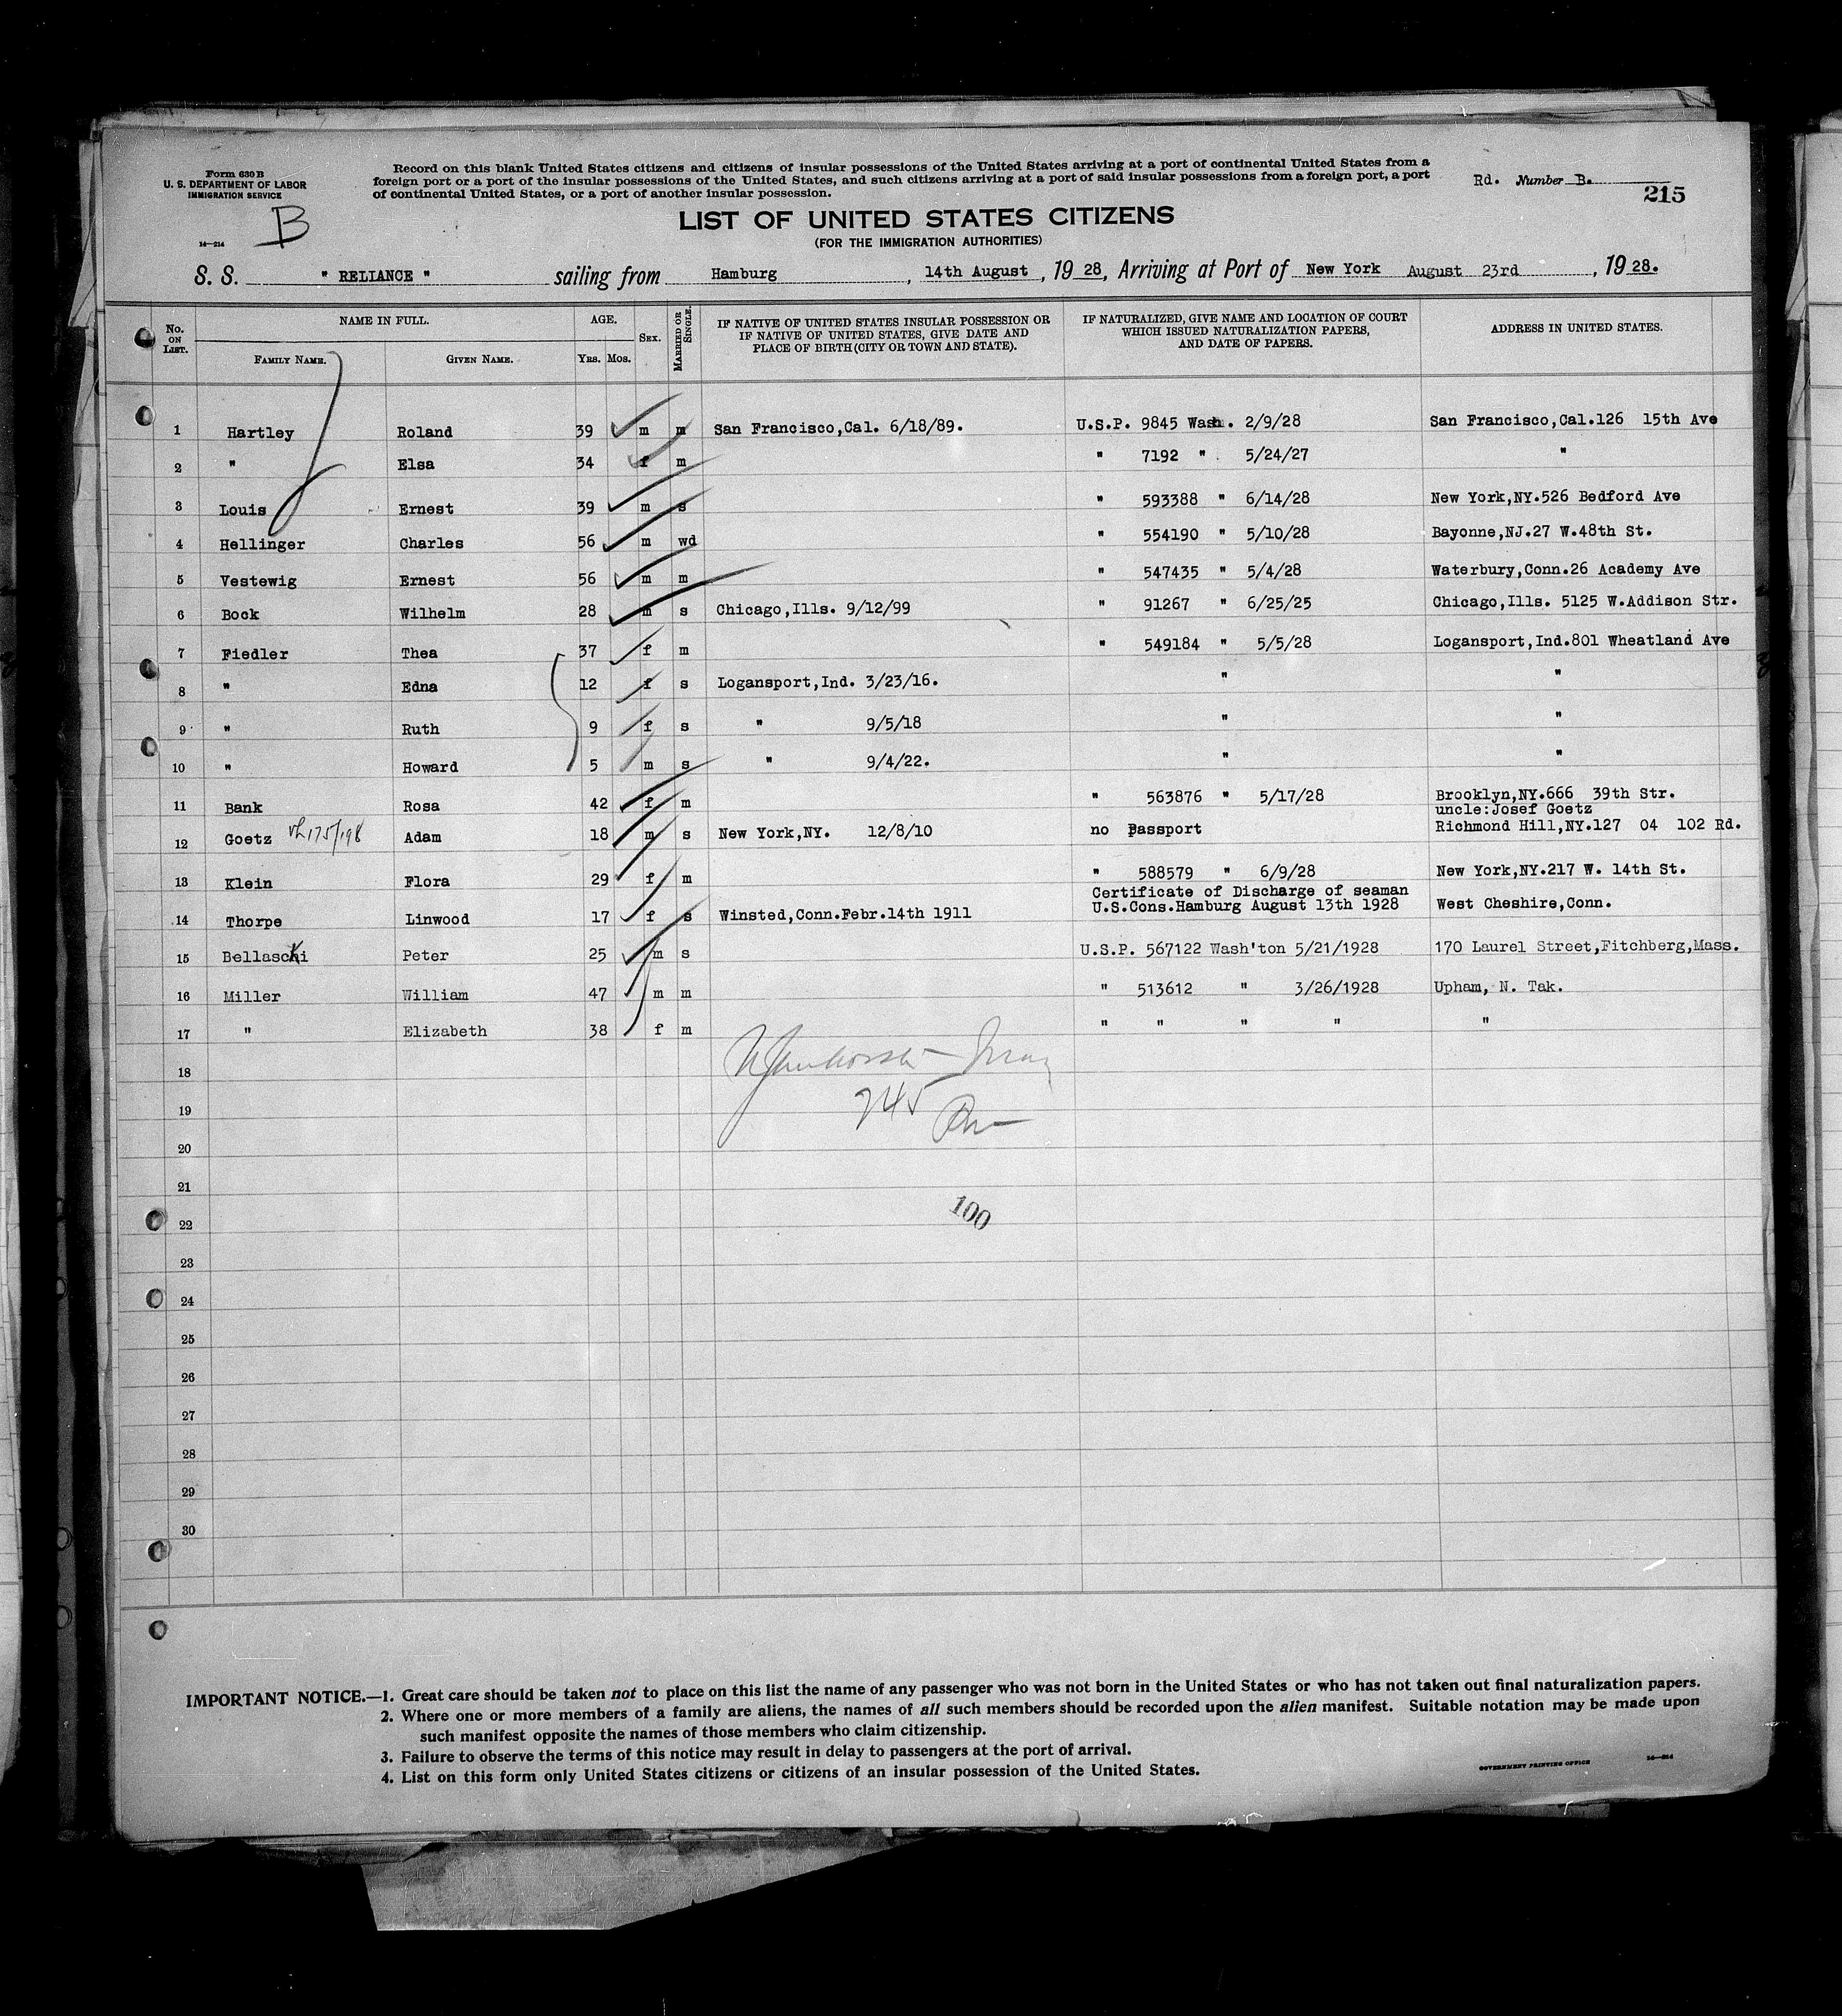 Form 630 B
U. S. DEPARTMENT OF LABOR
IMMIGRATION SERVICE
B
14—214
Record on this blank United States citizens and citizens of insular possessions of the United States arriving at a port of continental United States from a
foreign port or a port of the insular possessions of the United States, and such citizens arriving at a port of said insular possessions from a foreign port, a port
of continental United States, or a port of another insular possession.
Rd. Number B.
215
LIST OF UNITED STATES CITIZENS
(FOR THE IMMIGRATION AUTHORITIES)
S. S. " RELIANCE " sailing from Hamburg, 14th August, 1928, Arriving at Port of New York August 23rd, 1928.
No. ON LIST. NAME IN FULL. AGE. SEX. MARRIED OR SINGLE. IF NATIVE OF UNITED STATES INSULAR POSSESSION OR IF NATIVE OF UNITED STATES, GIVE DATE AND PLACE OF BIRTH (CITY OR TOWN AND STATE). IF NATURALIZED, GIVE NAME AND LOCATION OF COURT WHICH ISSUED NATURALIZATION PAPERS, AND DATE OF PAPERS. ADDRESS IN UNITED STATES.
FAMILY NAME. GIVEN NAME. YRS. MOS.
1 Hartley Roland 39 m m San Francisco,Cal. 6/18/89. U.S.P. 9845 Wash. 2/9/28 San Francisco,Cal.126 15th Ave
2 " Elsa 34 f m " 7192 " 5/24/27 "
3 Louis Ernest 39 m s " 593388 " 6/14/28 New York,NY.526 Bedford Ave
4 Hellinger Charles 56 m wd " 554190 " 5/10/28 Bayonne,NJ.27 W.48th St.
5 Vestewig Ernest 56 m m " 547435 " 5/4/28 Waterbury,Conn.26 Academy Ave
6 Bock Wilhelm 28 m s Chicago,Ills. 9/12/99 " 91267 " 6/25/25 Chicago,Ills. 5125 W.Addison Str.
7 Fiedler Thea 37 f m " 549184 " 5/5/28 Logansport,Ind.801 Wheatland Ave
8 " Edna 12 f s Logansport,Ind. 3/23/16. " "
9 " Ruth 9 f s " 9/5/18 " "
10 " Howard 5 m s " 9/4/22. " "
11 Bank Rosa 42 f m " 563876 " 5/17/28 Brooklyn,NY.666 39th Str.
uncle:Josef Goetz
12 Goetz 175/198 Adam 18 m s New York,NY. 12/8/10 no Passport Richmond Hill,NY.127 04 102 Rd.
13 Klein Flora 29 f m " 588579 " 6/9/28 New York,NY.217 W. 14th St.
Certificate of Discharge of seaman
14 Thorpe Linwood 17 f s Winsted,Conn.Febr.14th 1911 U.S.Cons.Hamburg August 13th 1928 West Cheshire,Conn.
15 Bellaschi Peter 25 m s U.S.P. 567122 Wash'ton 5/21/1928 170 Laurel Street,Fitchberg,Mass.
16 Miller William 47 m m " 513612 " 3/26/1928 Upham, N. Tak.
17 " Elizabeth 38 f m " " " " "
18
19 245
20
21
22 100
23
24
25
26
27
28
29
30
IMPORTANT NOTICE.—1. Great care should be taken not to place on this list the name of any passenger who was not born in the United States or who has not taken out final naturalization papers.
2. Where one or more members of a family are aliens, the names of all such members should be recorded upon the alien manifest. Suitable notation may be made upon
such manifest opposite the names of those members who claim citizenship.
3. Failure to observe the terms of this notice may result in delay to passengers at the port of arrival.
4. List on this form only United States citizens or citizens of an insular possession of the United States.
GOVERNMENT PRINTING OFFICE
14—214